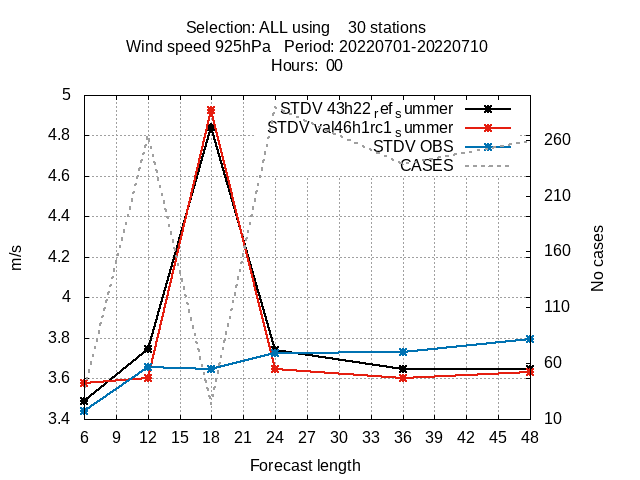 Selection: ALL using    30 stations
Wind speed 925hPa   Period: 20220701-20220710
Hours:  00
STDV 43h22_ref_summer
STDV val46h1rc1_summer
STDV OBS
CASES
5
4.8
4.6
4.4
4.2
4
3.8
3.6
3.4
m/s
260
210
160
110
60
10
No cases
6 9 12 15 18 21 24 27 30 33 36 39 42 45 48
Forecast length